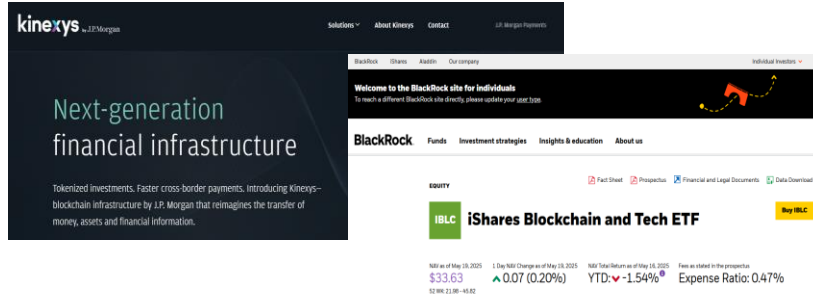 kinexys by J.P.Morgan
Solutions
About Kinexys
Contact
J.P. Morgan Payments
Next-generation
financial infrastructure
Tokenized investments. Faster cross-border payments. Introducing Kinexys—
blockchain infrastructure by J.P. Morgan that reimagines the transfer of
money, assets and financial information.
BlackRock
iShares
Aladdin
Our company
Individual Investors
Welcome to the BlackRock site for individuals
To reach a different BlackRock site directly, please update your user type.
BlackRock
Funds
Investment strategies
Insights & education
About us
Fact Sheet
Prospectus
Financial and Legal Documents
Data Download
EQUITY
IBLC
iShares Blockchain and Tech ETF
Buy IBLC
NAV as of May 19, 2025
$33.63
52 WK: 21.98 - 45.82
1 Day NAV Change as of May 19, 2025
0.07 (0.20%)
NAV Total Return as of May 16, 2025
YTD: -1.54%
Fees as stated in the prospectus
Expense Ratio: 0.47%